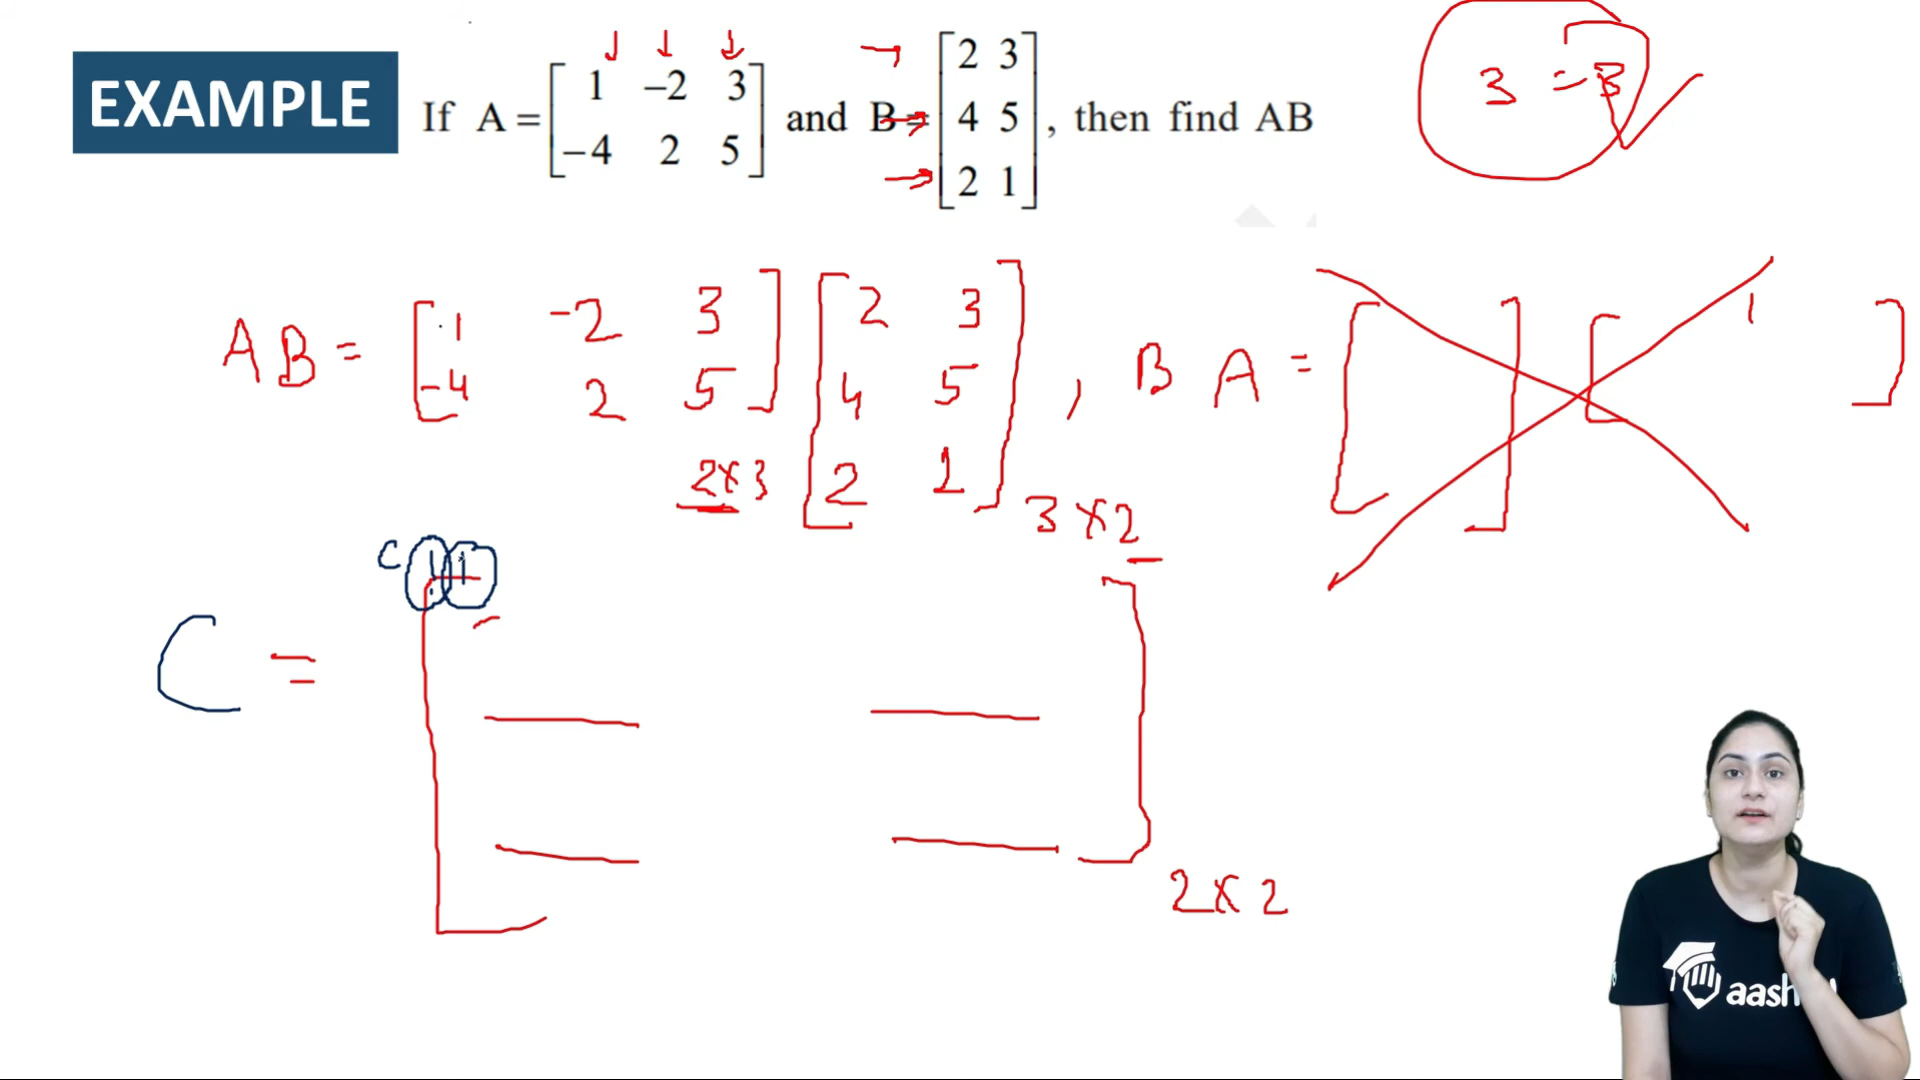 EXAMPLE If A = [ 1 −2 3 −4 2 5 ] and B = [ 2 3 4 5 2 1 ] , then find AB
3 = 3
AB = [ 1 -2 3 -4 2 5 ] 2×3 [ 2 3 4 5 2 1 ] 3×2 , BA = [ ] [ 1 ]
C 11
C = [ ] 2×2
aash